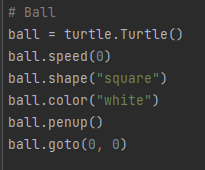 # Ball
ball = turtle.Turtle()
ball.speed(0)
ball.shape("square")
ball.color("white")
ball.penup()
ball.goto(0, 0)